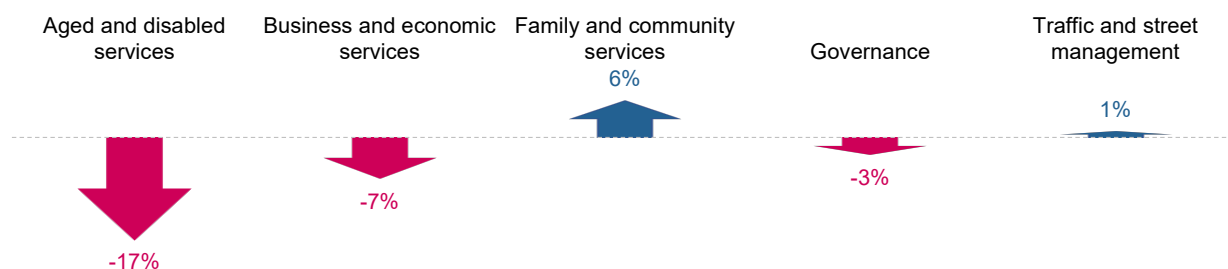 Aged and disabled
services
-17%
Business and economic
services
-7%
Family and community
services
6%
Governance
-3%
Traffic and street
management
1%